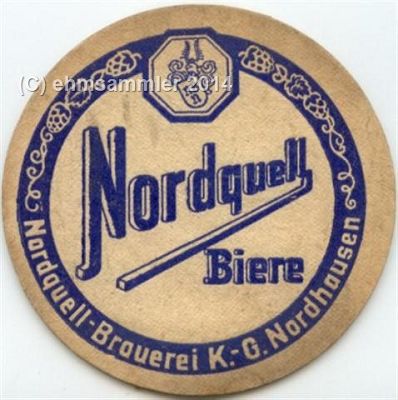 (C) ehmsammler 2014
Nordquell
Biere
Nordquell-Brauerei K.-G. Nordhausen